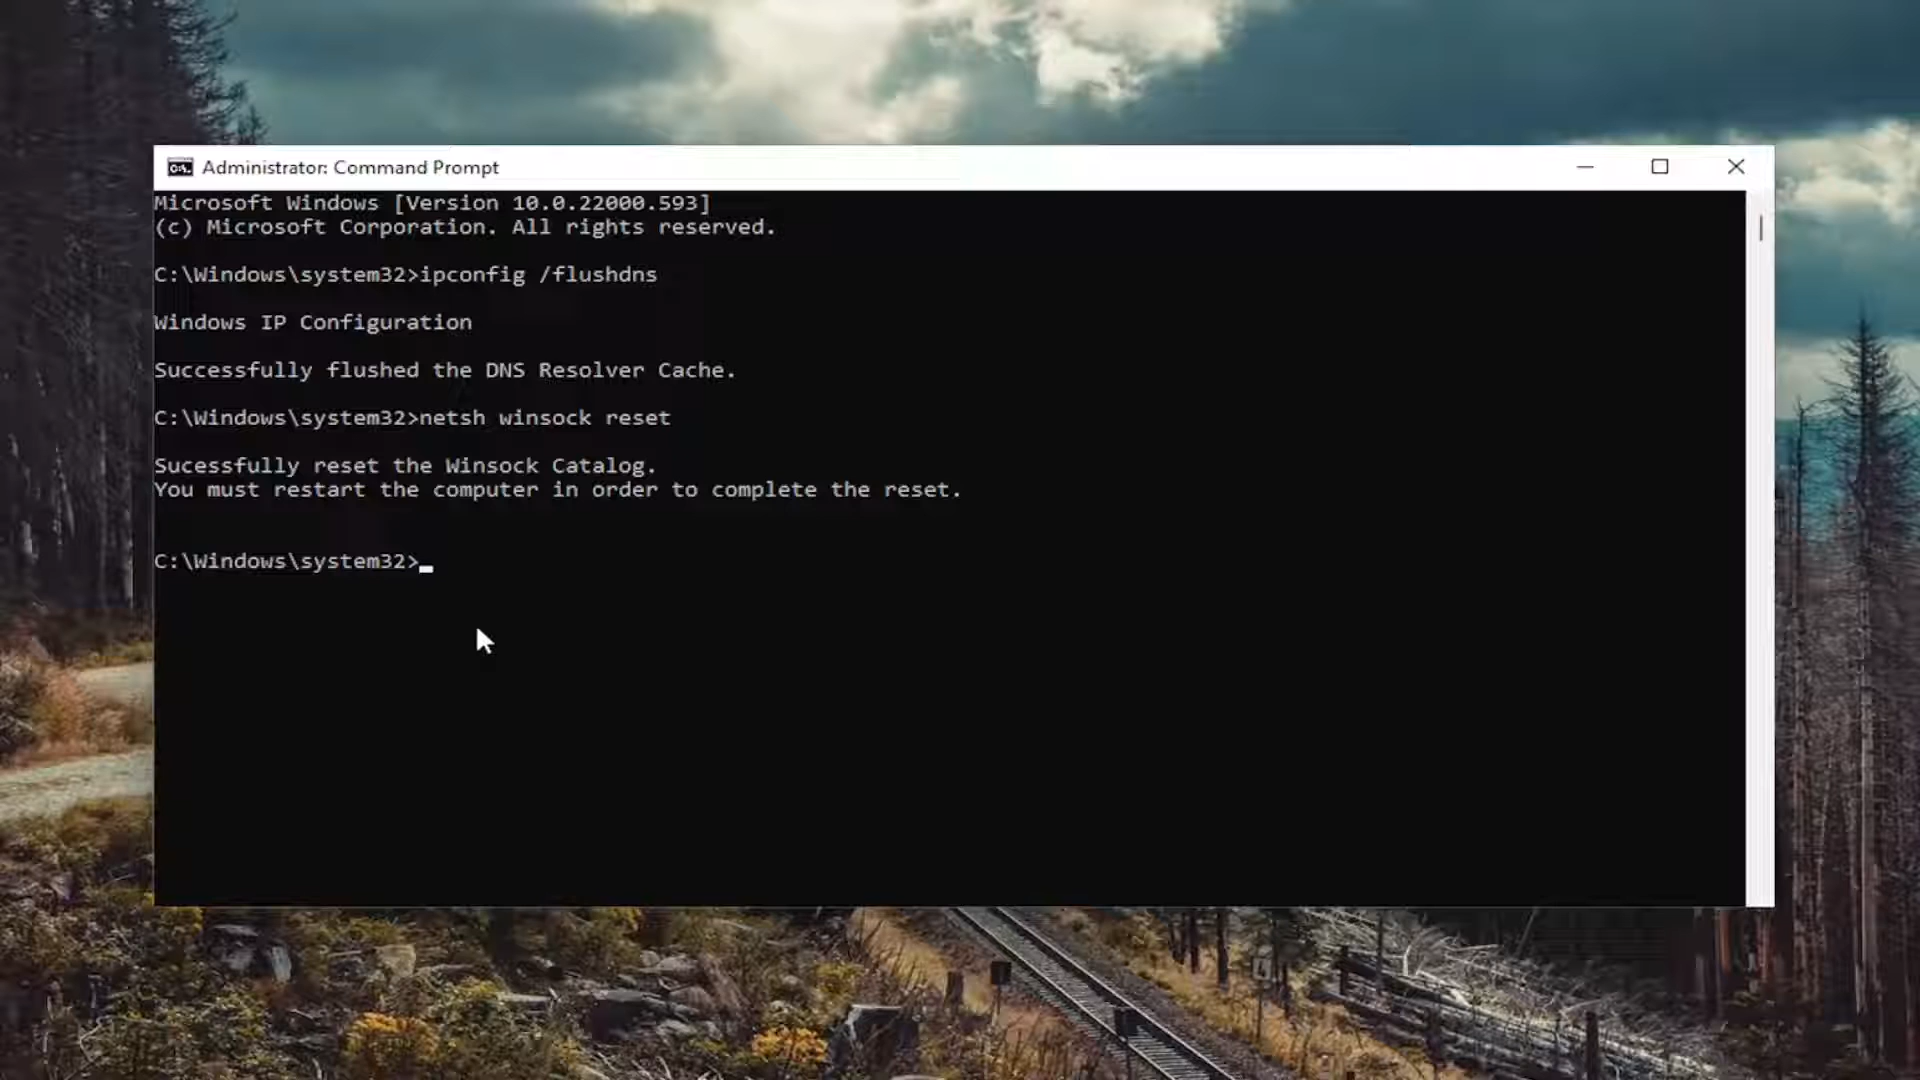 Administrator: Command Prompt
Microsoft Windows [Version 10.0.22000.593]
(c) Microsoft Corporation. All rights reserved.
C:\Windows\system32>ipconfig /flushdns
Windows IP Configuration
Successfully flushed the DNS Resolver Cache.
C:\Windows\system32>netsh winsock reset
Sucessfully reset the Winsock Catalog.
You must restart the computer in order to complete the reset.
C:\Windows\system32>